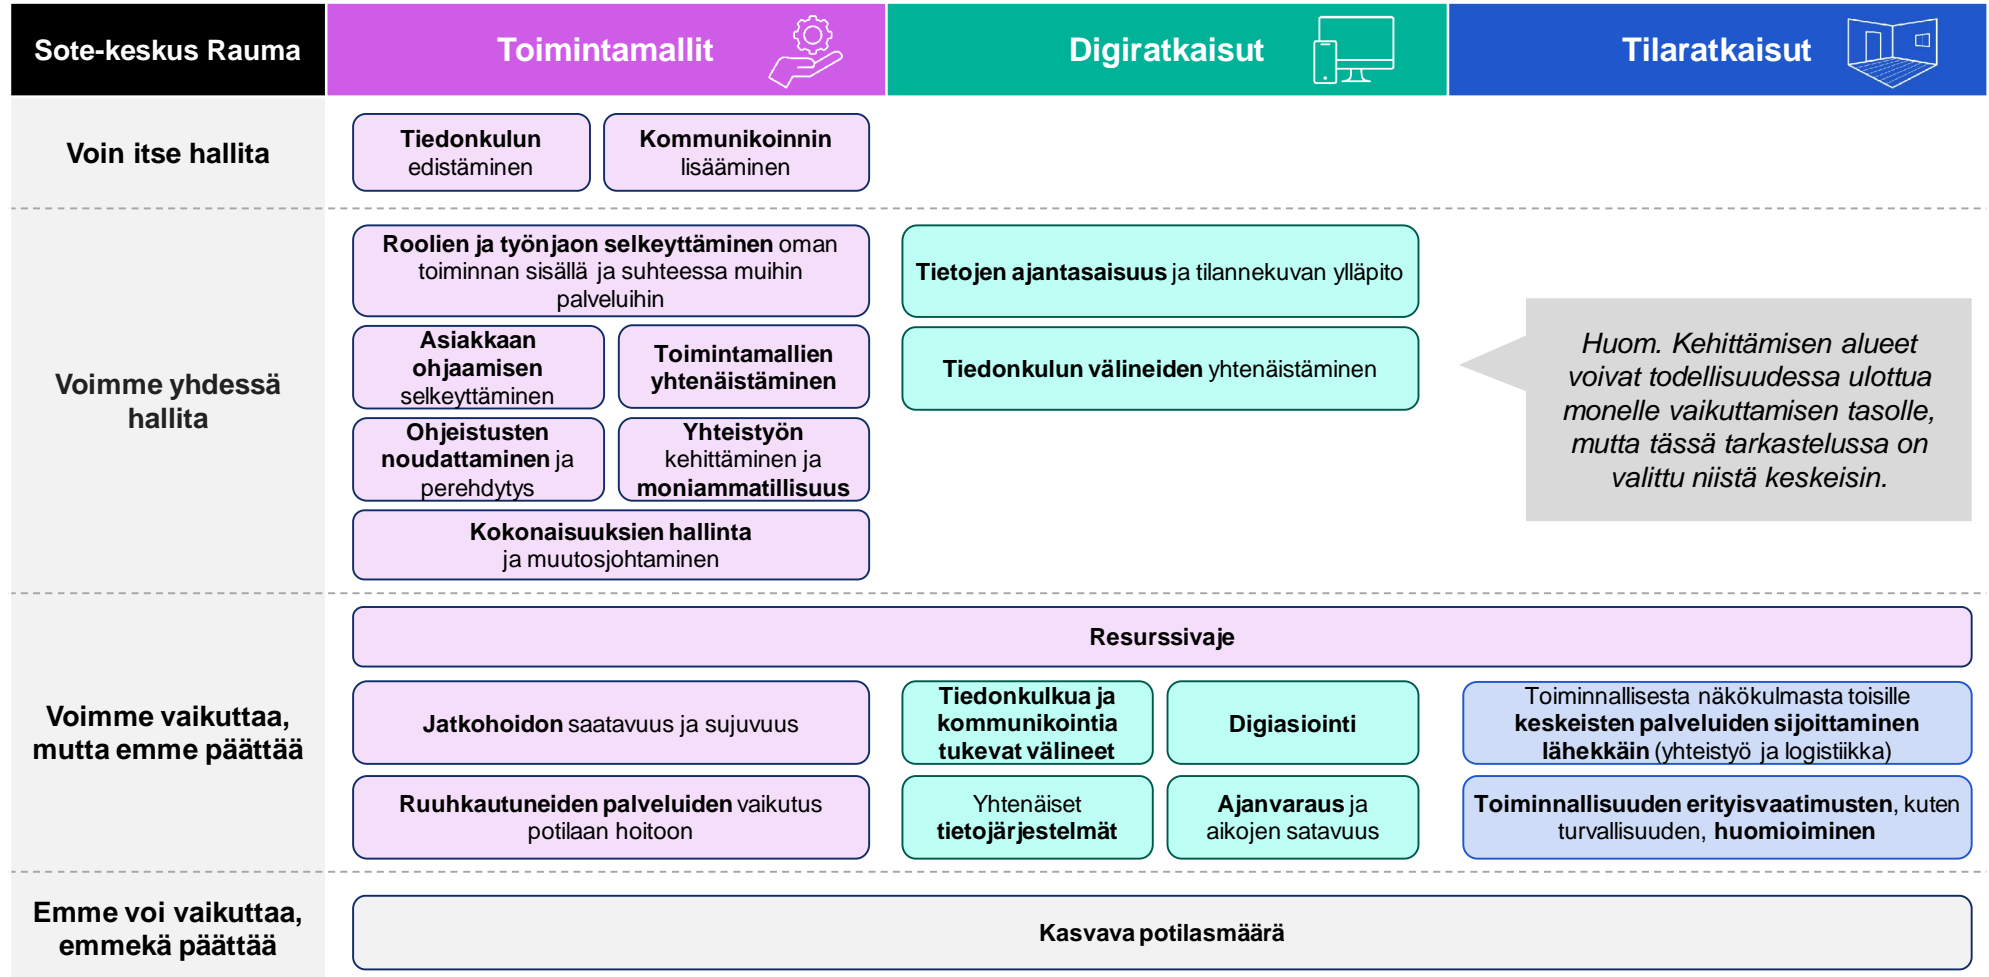 Sote-keskus Rauma
Toimintamallit
Digiratkaisut
Tilaratkaisut
Voin itse hallita
Tiedonkulun
edistäminen
Kommunikoinnin
lisääminen
Voimme yhdessä
hallita
Roolien ja työnjaon selkeyttäminen oman
toiminnan sisällä ja suhteessa muihin
palveluihin
Asiakkaan
ohjaamisen
selkeyttäminen
Toimintamallien
yhtenäistäminen
Ohjeistusten
noudattaminen ja
perehdytys
Yhteistyön
kehittäminen ja
moniammatillisuus
Kokonaisuuksien hallinta
ja muutosjohtaminen
Tietojen ajantasaisuus ja tilannekuvan ylläpito
Tiedonkulun välineiden yhtenäistäminen
Huom. Kehittämisen alueet
voivat todellisuudessa ulottua
monelle vaikuttamisen tasolle,
mutta tässä tarkastelussa on
valittu niistä keskeisin.
Voimme vaikuttaa,
mutta emme päättää
Resurssivaje
Jatkohoidon saatavuus ja sujuvuus
Tiedonkulkua ja
kommunikointia
tukevat välineet
Digiasiointi
Toiminnallisesta näkökulmasta toisille
keskeisten palveluiden sijoittaminen
lähekkäin (yhteistyö ja logistiikka)
Ruuhkautuneiden palveluiden vaikutus
potilaan hoitoon
Yhtenäiset
tietojärjestelmät
Ajanvaraus ja
aikojen satavuus
Toiminnallisuuden erityisvaatimusten, kuten
turvallisuuden, huomioiminen
Emme voi vaikuttaa,
emmekä päättää
Kasvava potilasmäärä